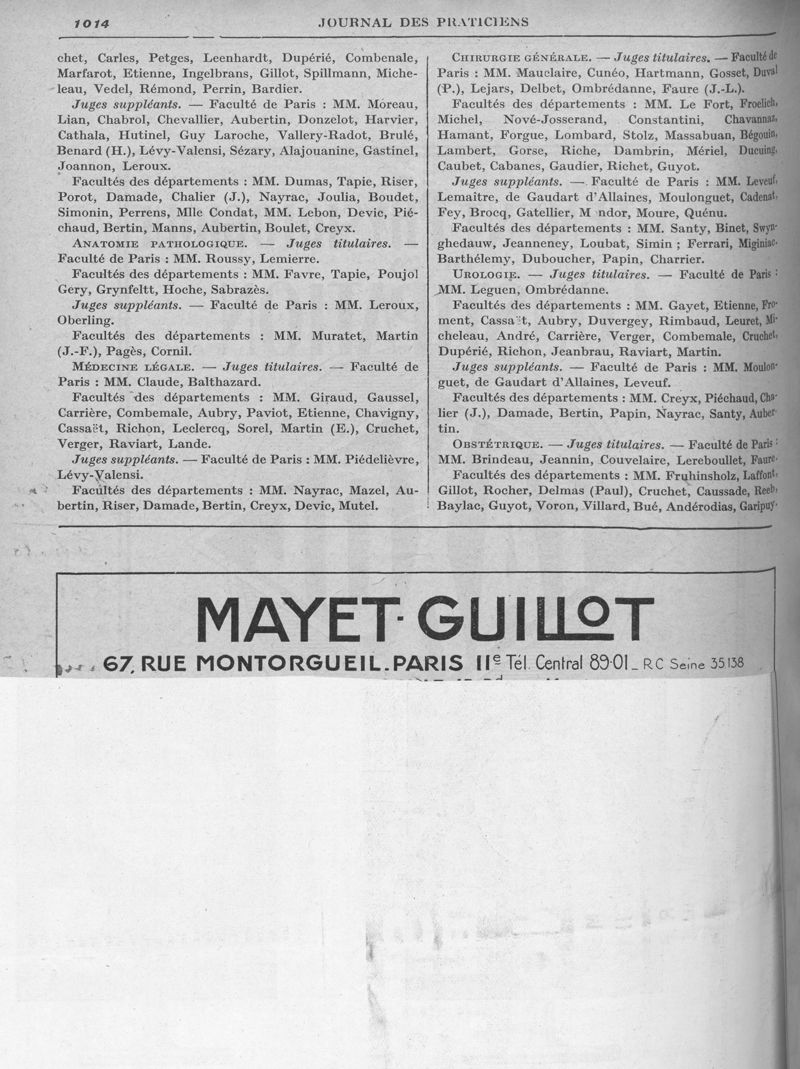 1014
JOURNAL DES PRATICIENS
chet, Carles, Petges, Leenhardt, Dupérié, Combenale,
Marfarot, Etienne, Ingelbrans, Gillot, Spillmann, Miche-
leau, Vedel, Rémond, Perrin, Bardier.
Juges suppléants. — Faculté de Paris : MM. Moreau,
Lian, Chabrol, Chevallier, Aubertin, Donzelot, Harvier,
Cathala, Hutinel, Guy Laroche, Vallery-Radot, Brulé,
Benard (H.), Lévy-Valensi, Sézary, Alajouanine, Gastinel,
Joannon, Leroux.
Facultés des départements : MM. Dumas, Tapie, Riser,
Porot, Damade, Chalier (J.), Nayrac, Joulia, Boudet,
Simonin, Perrens, Mlle Condat, MM. Lebon, Devic, Pié-
chaud, Bertin, Manns, Aubertin, Boulet, Creyx.
ANATOMIE PATHOLOGIQUE. — Juges titulaires. —
Faculté de Paris : MM. Roussy, Lemierre.
Facultés des départements : MM. Favre, Tapie, Poujol
Gery, Grynfeltt, Hoche, Sabrazès.
Juges suppléants. — Faculté de Paris : MM. Leroux,
Oberling.
Facultés des départements : MM. Muratet, Martin
(J.-F.), Pagès, Cornil.
MÉDECINE LÉGALE. — Juges titulaires. — Faculté de
Paris : MM. Claude, Balthazard.
Facultés des départements : MM. Giraud, Gaussel,
Carrière, Combemale, Aubry, Paviot, Etienne, Chavigny,
Cassaët, Richon, Leclercq, Sorel, Martin (E.), Cruchet,
Verger, Raviart, Lande.
Juges suppléants. — Faculté de Paris : MM. Piédelièvre,
Lévy-Valensi.
Facultés des départements : MM. Nayrac, Mazel, Au-
bertin, Riser, Damade, Bertin, Creyx, Devic, Mutel.
CHIRURGIE GÉNÉRALE. — Juges titulaires. — Faculté de
Paris : MM. Mauclaire, Cunéo, Hartmann, Gosset, Duval
(P.), Lejars, Delbet, Ombrédanne, Faure (J.-L.).
Facultés des départements : MM. Le Fort, Froelich,
Michel, Nové-Josserand, Constantini, Chavannaz,
Hamant, Forgue, Lombard, Stolz, Massabuan, Bégouin,
Lambert, Gorse, Riche, Dambrin, Mériel, Ducuing,
Caubet, Cabanes, Gaudier, Richet, Guyot.
Juges suppléants. — Faculté de Paris : MM. Leveuf,
Lemaitre, de Gaudart d'Allaines, Moulonguet, Cadenat,
Fey, Brocq, Gatellier, M ndor, Moure, Quénu.
Facultés des départements : MM. Santy, Binet, Swyn-
ghedauw, Jeanneney, Loubat, Simin ; Ferrari, Miginiac,
Barthélemy, Duboucher, Papin, Charrier.
UROLOGIE. — Juges titulaires. — Faculté de Paris :
MM. Leguen, Ombrédanne.
Facultés des départements : MM. Gayet, Etienne, Fro-
ment, Cassaët, Aubry, Duvergey, Rimbaud, Leuret, Mi-
cheleau, André, Carrière, Verger, Combemale, Cruchet,
Dupérié, Richon, Jeanbrau, Raviart, Martin.
Juges suppléants. — Faculté de Paris : MM. Moulon-
guet, de Gaudart d'Allaines, Leveuf.
Facultés des départements : MM. Creyx, Piéchaud, Cha-
lier (J.), Damade, Bertin, Papin, Nayrac, Santy, Auber-
tin.
OBSTÉTRIQUE. — Juges titulaires. — Faculté de Paris :
MM. Brindeau, Jeannin, Couvelaire, Lereboullet, Faure.
Facultés des départements : MM. Fruhinsholz, Laffont,
Gillot, Rocher, Delmas (Paul), Cruchet, Caussade, Reeb,
Baylac, Guyot, Voron, Villard, Bué, Andérodias, Garipuy.
MAYET-GUILLOT
67, RUE MONTORGUEIL. PARIS IIe Tél. Central 89-01 _ R C Seine 35138